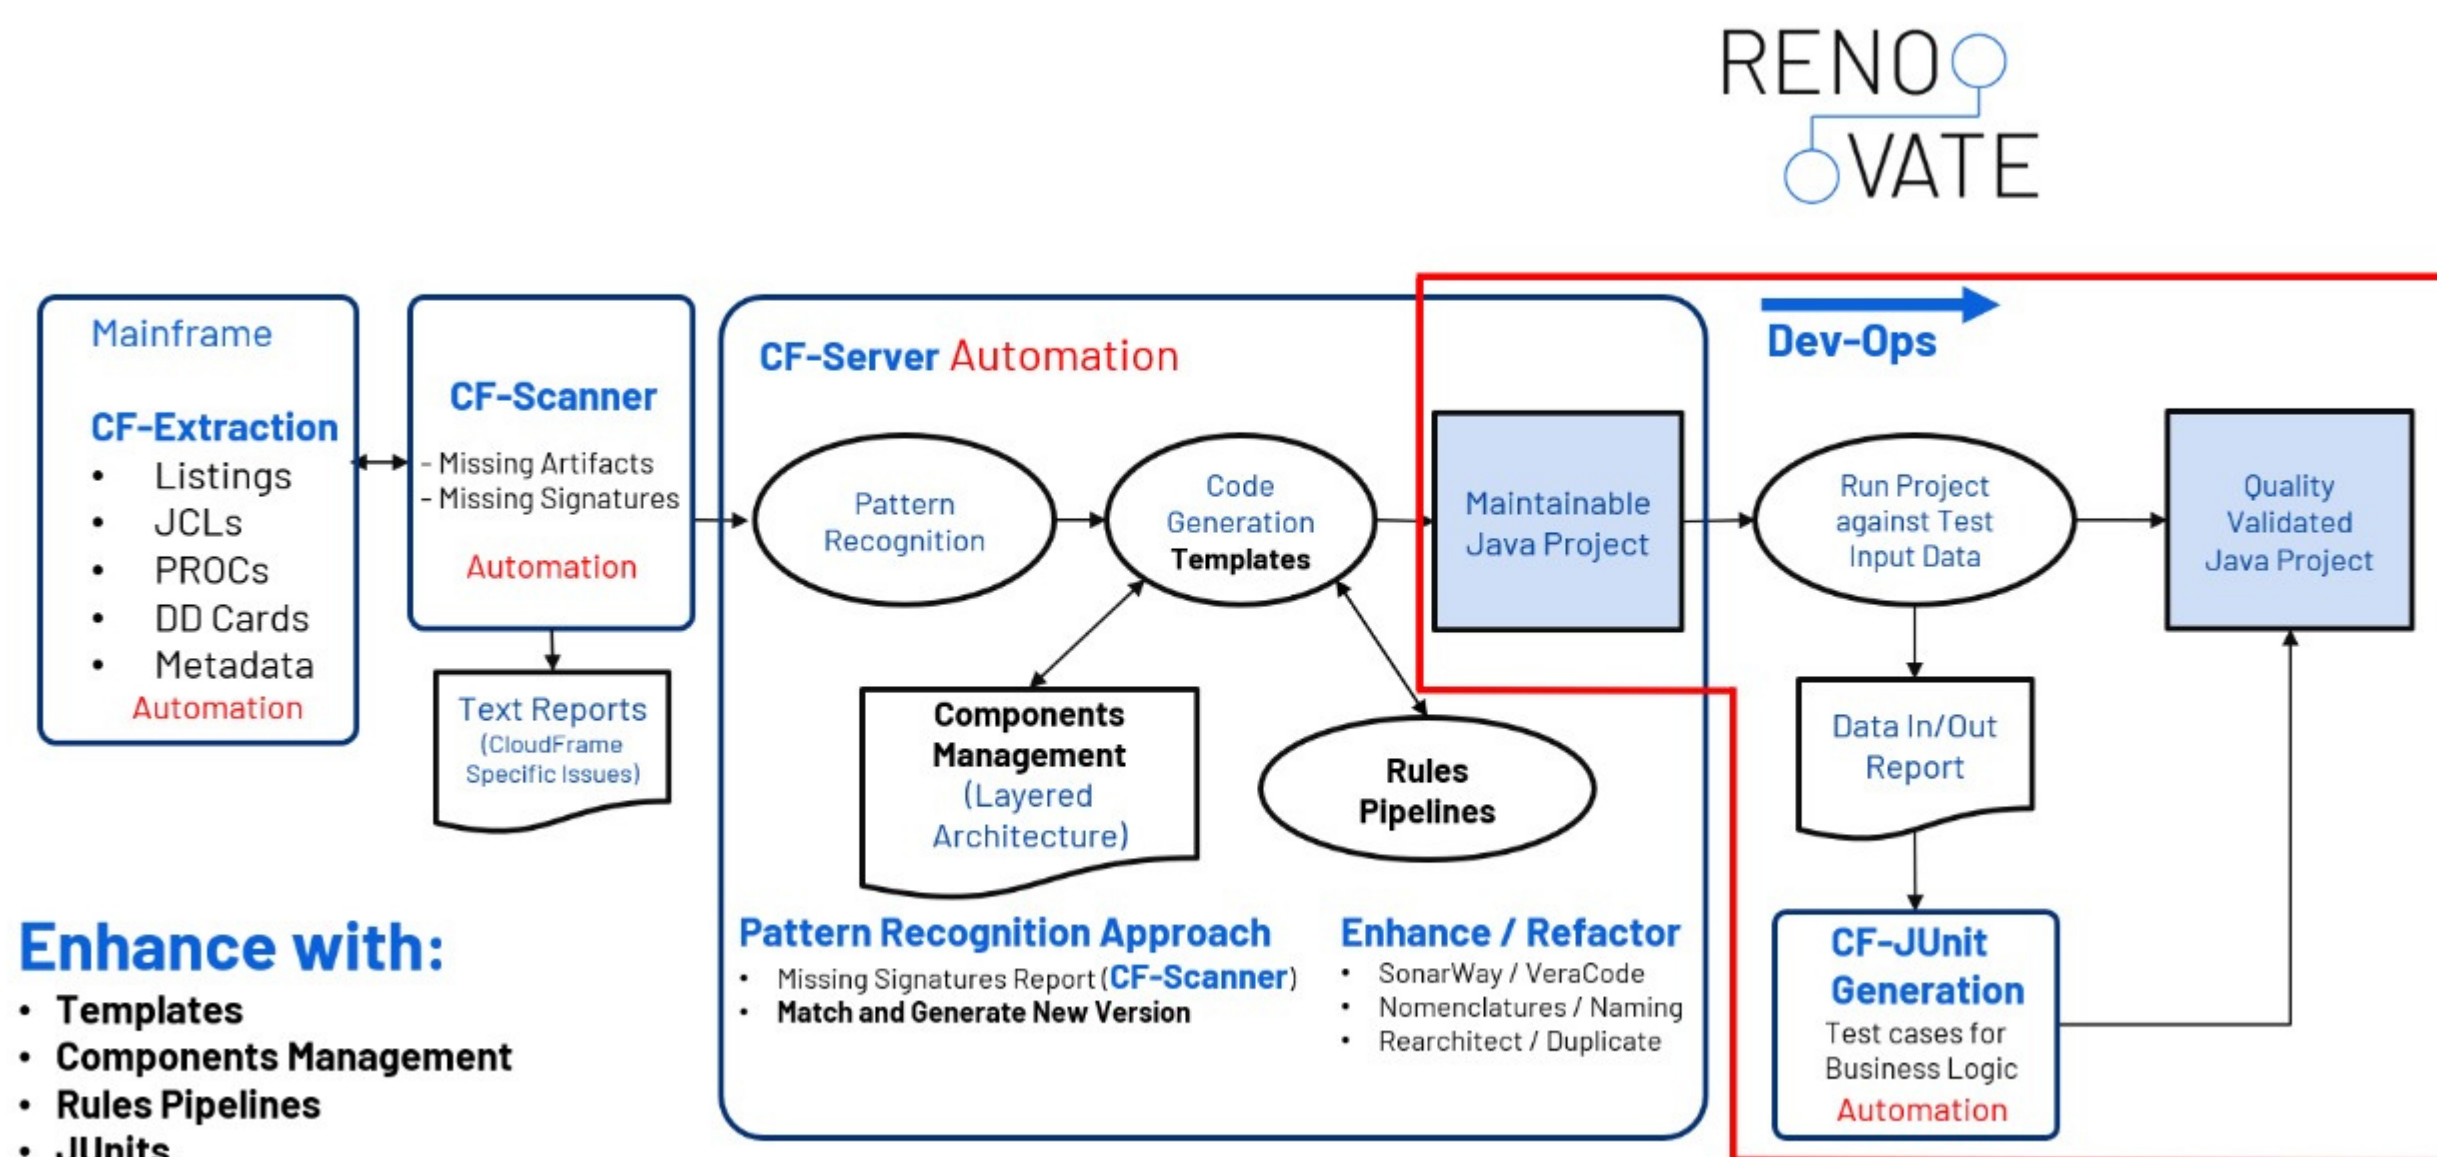 RENO
VATE
Mainframe
CF-Extraction
• Listings
• JCLs
• PROCs
• DD Cards
• Metadata
Automation
CF-Scanner
- Missing Artifacts
- Missing Signatures
Automation
Text Reports
(CloudFrame
Specific Issues)
CF-Server Automation
Pattern
Recognition
Code
Generation
Templates
Maintainable
Java Project
Components
Management
(Layered
Architecture)
Rules
Pipelines
Pattern Recognition Approach
• Missing Signatures Report (CF-Scanner)
• Match and Generate New Version
Enhance / Refactor
• SonarWay / VeraCode
• Nomenclatures / Naming
• Rearchitect / Duplicate
Dev-Ops
Run Project
against Test
Input Data
Quality
Validated
Java Project
Data In/Out
Report
CF-JUnit
Generation
Test cases for
Business Logic
Automation
Enhance with:
• Templates
• Components Management
• Rules Pipelines
• JUnits